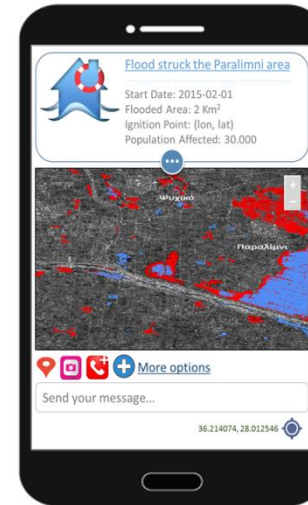 Flood struck the Paralimni area
Start Date: 2015-02-01
Flooded Area: 2 Km²
Ignition Point: (lon, lat)
Population Affected: 30.000
Ψυχικό
Παραλίμνι
+
-
More options
Send your message...
36.214074, 28.012546